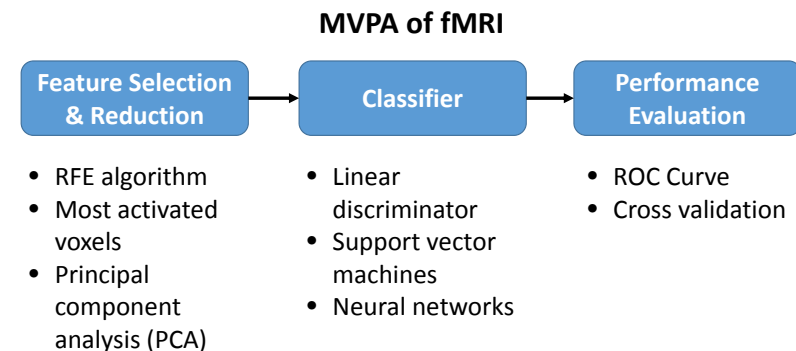 MVPA of fMRI
Feature Selection
& Reduction
Classifier
Performance
Evaluation
• RFE algorithm
• Most activated
voxels
• Principal
component
analysis (PCA)
• Linear
discriminator
• Support vector
machines
• Neural networks
• ROC Curve
• Cross validation